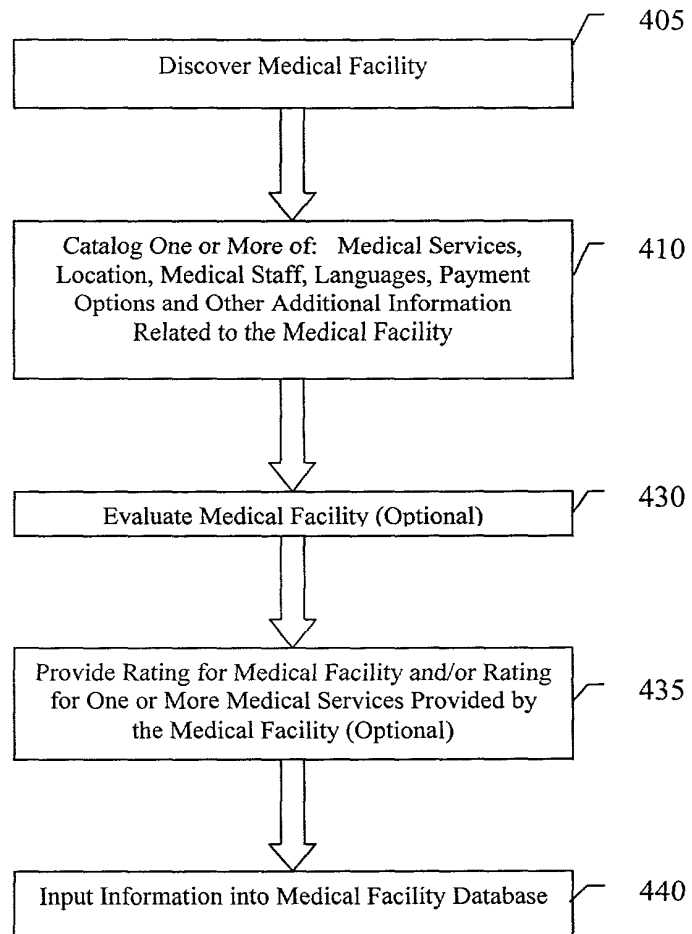 405
Discover Medical Facility
410
Catalog One or More of: Medical Services,
Location, Medical Staff, Languages, Payment
Options and Other Additional Information
Related to the Medical Facility
430
Evaluate Medical Facility (Optional)
435
Provide Rating for Medical Facility and/or Rating
for One or More Medical Services Provided by
the Medical Facility (Optional)
440
Input Information into Medical Facility Database